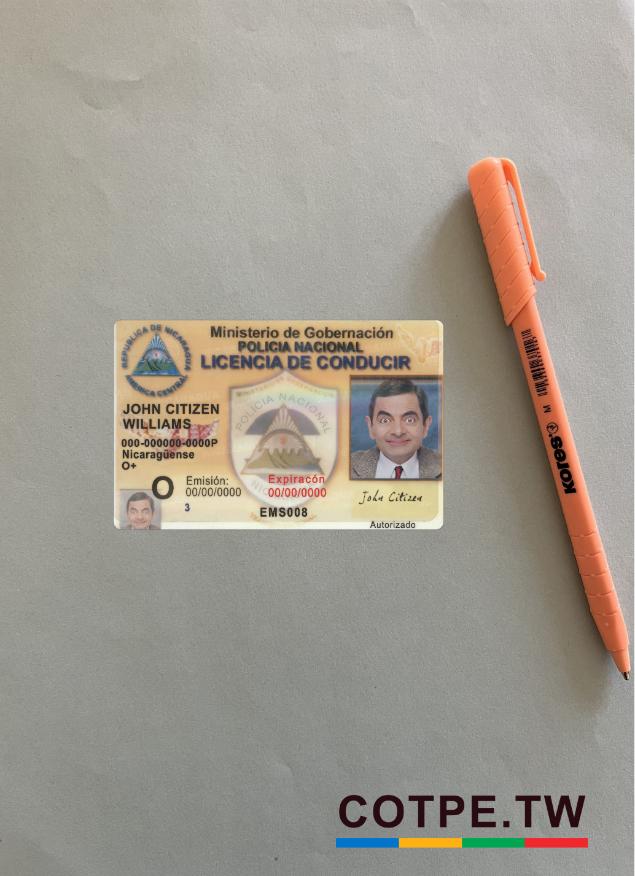 REPUBLICA DE NICARAGUA
AMERICA CENTRAL
Ministerio de Gobernación
POLICIA NACIONAL
LICENCIA DE CONDUCIR
POLICIA NACIONAL
JOHN CITIZEN
WILLIAMS
000-000000-0000P
Nicaragüense
O+
O
Emisión:
00/00/0000
3
Expiracón
00/00/0000
EMS008
John Citizen
Autorizado
Kores
M
COTPE.TW